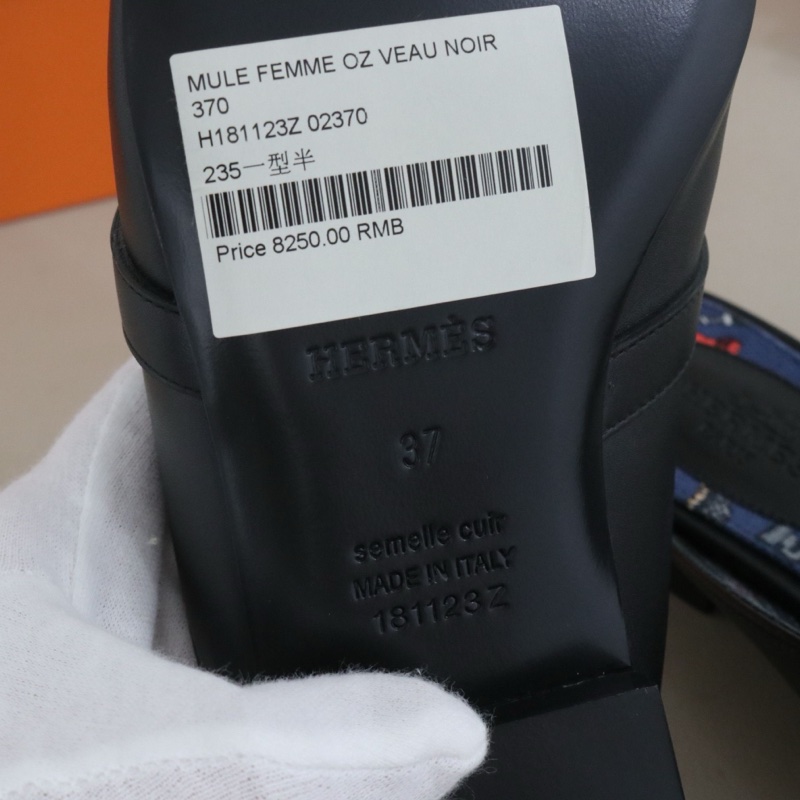 MULE FEMME OZ VEAU NOIR
370
H181123Z 02370
235一型半
Price 8250.00 RMB
HERMÈS
37
semelle cuir
MADE IN ITALY
181123Z